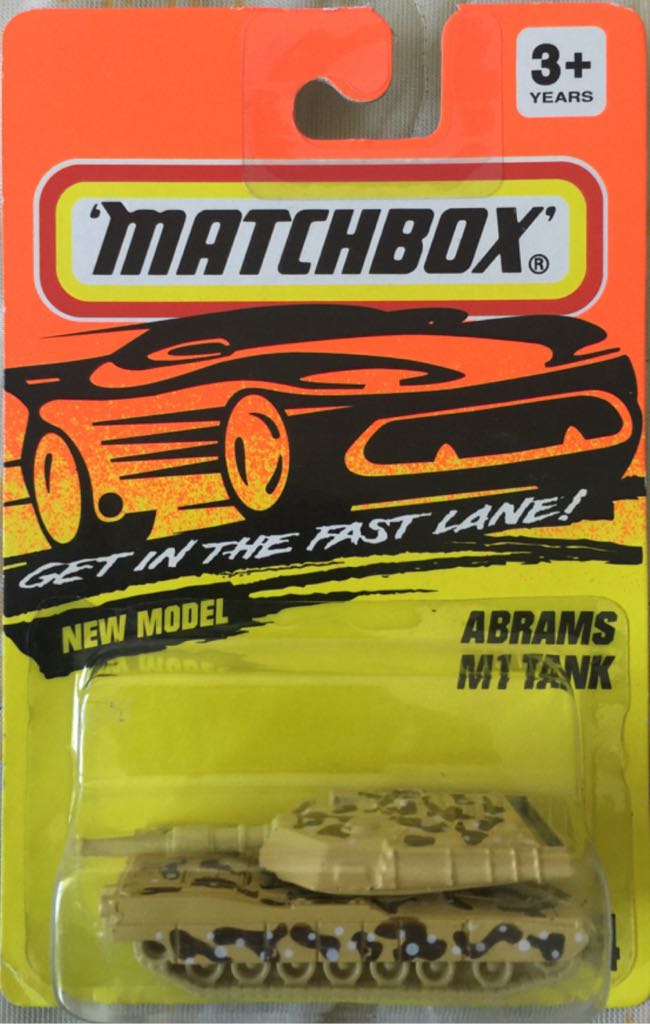 3+
YEARS
'MATCHBOX'®
GET IN THE FAST LANE!
NEW MODEL
ABRAMS
M1 TANK